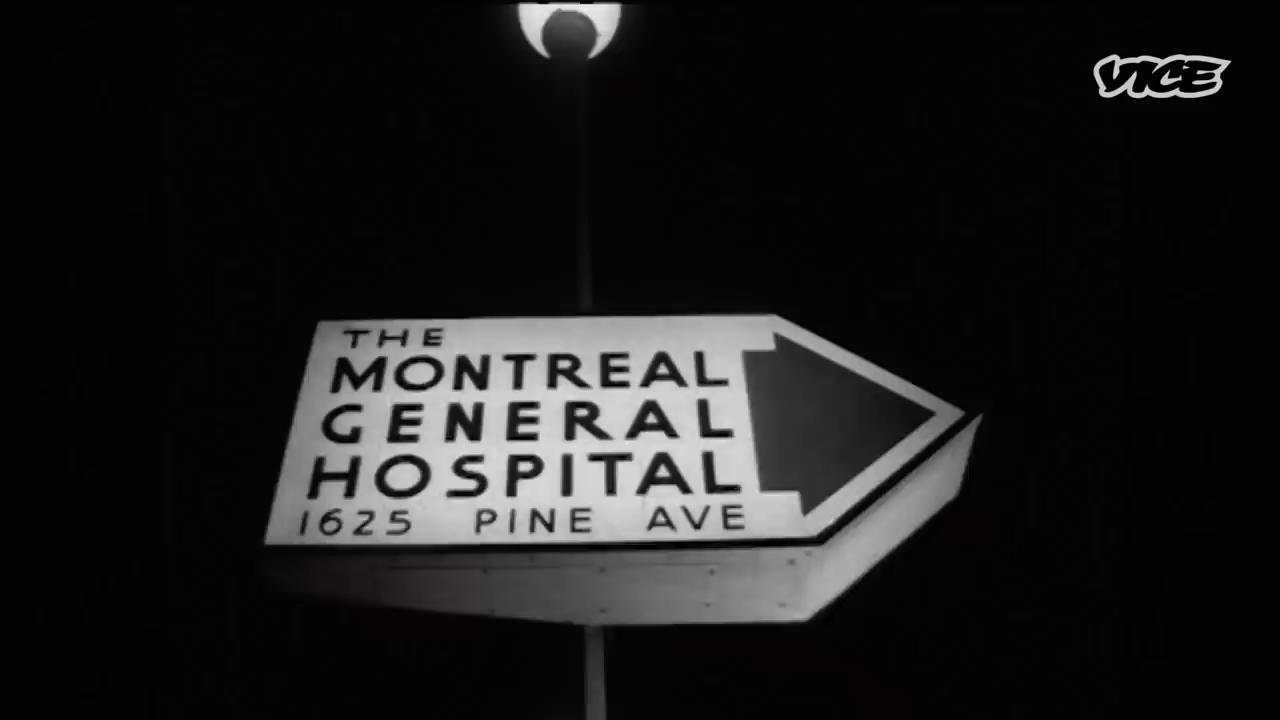 VICE
THE
MONTREAL
GENERAL
HOSPITAL
1625 PINE AVE